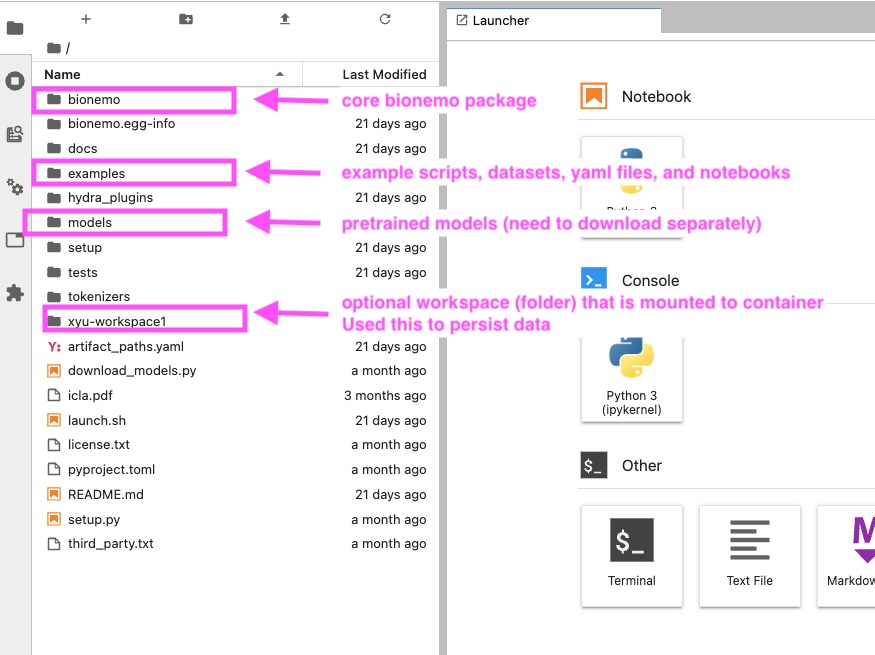 Launcher
/
Name Last Modified
bionemo
core bionemo package
bionemo.egg-info 21 days ago
docs 21 days ago
examples
example scripts, datasets, yaml files, and notebooks
hydra_plugins 21 days ago
models
pretrained models (need to download separately)
setup 21 days ago
tests 21 days ago
tokenizers
xyu-workspace1
optional workspace (folder) that is mounted to container
Used this to persist data
Y: artifact_paths.yaml 21 days ago
download_models.py a month ago
icla.pdf 3 months ago
launch.sh 21 days ago
license.txt a month ago
pyproject.toml a month ago
README.md 21 days ago
setup.py a month ago
third_party.txt a month ago
Notebook
>_ Console
Python 3
(ipykernel)
$_ Other
$_
Terminal
Text File
M
Markdow